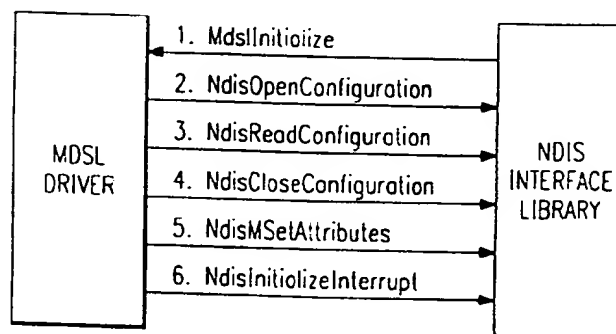 1. MdslInitialize
2. NdisOpenConfiguration
3. NdisReadConfiguration
4. NdisCloseConfiguration
5. NdisMSetAttributes
6. NdisInitializeInterrupt
MDSL
DRIVER
NDIS
INTERFACE
LIBRARY